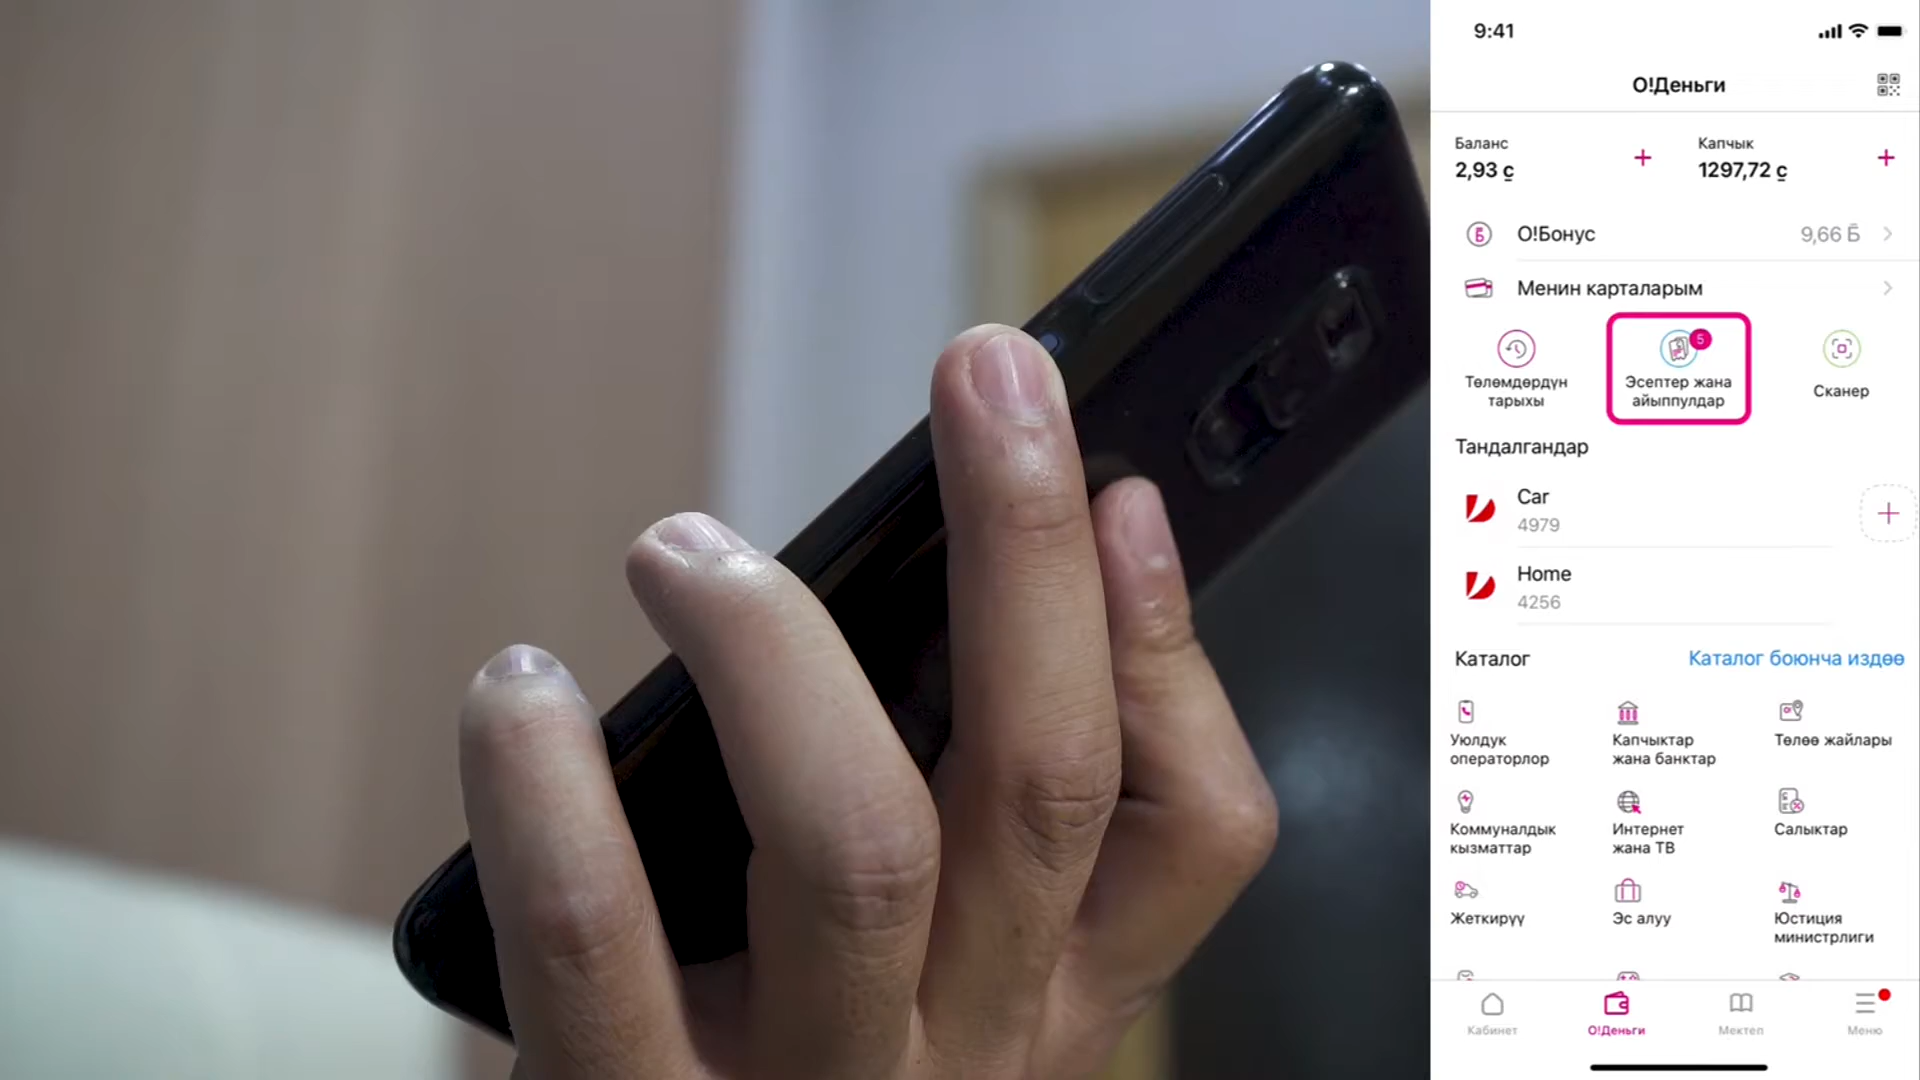 9:41
О!Деньги
Баланс
2,93 с
Капчык
1297,72 с
О!Бонус
9,66 Б
Менин карталарым
Төлөмдөрдүн
тарыхы
5
Эсептер жана
айыппулдар
Сканер
Тандалгандар
Car
4979
Home
4256
Каталог
Каталог боюнча издөө
Уюлдук
операторлор
Капчыктар
жана банктар
Төлөө жайлары
Коммуналдык
кызматтар
Интернет
жана ТВ
Салыктар
Жеткирүү
Эс алуу
Юстиция
министрлиги
Кабинет
О!Деньги
Мектеп
Меню